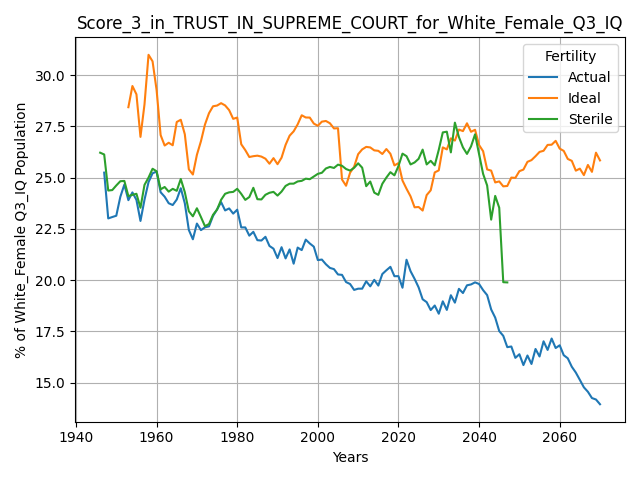 Score_3_in_TRUST_IN_SUPREME_COURT_for_White_Female_Q3_IQ
Fertility
Actual
Ideal
Sterile
% of White_Female Q3_IQ Population
30.0
27.5
25.0
22.5
20.0
17.5
15.0
1940 1960 1980 2000 2020 2040 2060
Years